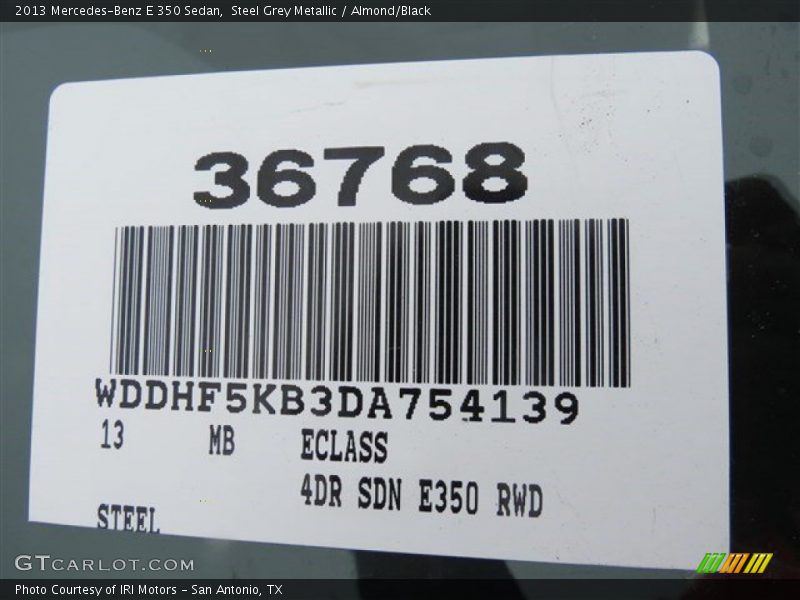 2013 Mercedes-Benz E 350 Sedan, Steel Grey Metallic / Almond/Black
36768
WDDHF5KB3DA754139
13 MB ECLASS
4DR SDN E350 RWD
STEEL
GTCARLOT.COM
Photo Courtesy of IRI Motors - San Antonio, TX